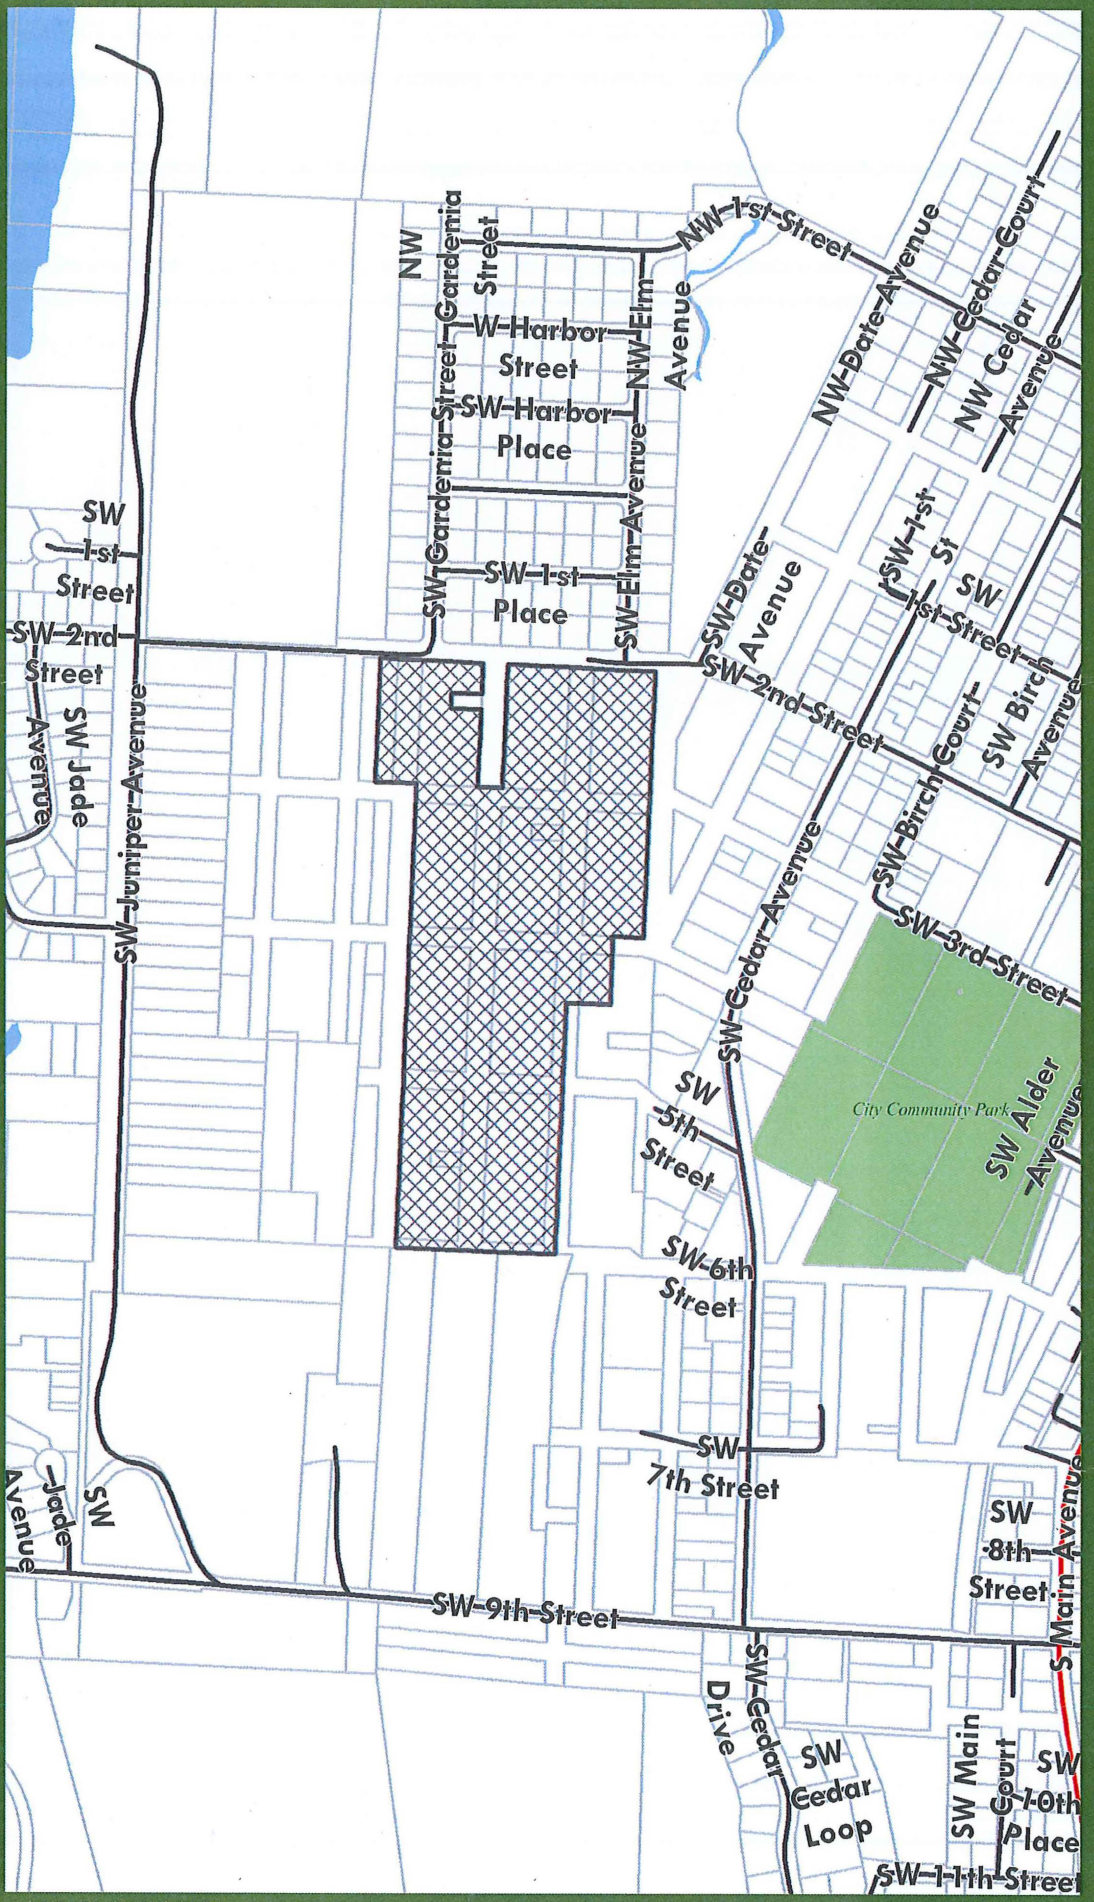 NW-1st-Street
NW
Gardenia
Street
NW-Elm
Avenue
NW-Date-Avenue
NW-Cedar-Court
NW Cedar
Avenue
W-Harbor
Street
SW-Harbor
Place
SW-Gardenia-Street
SW-Elm-Avenue
SW-1st
Place
SW-Date-
Avenue
SW-1st
St
SW
1st-Street
SW
1st
Street
SW-2nd
Street
SW-2nd-Street
SW Birch
Avenue
SW-Birch-Court
SW Jade
Avenue
SW-Juniper-Avenue
SW-Cedar-Avenue
SW-3rd-Street
City Community Park
SW Alder
Avenue
SW
5th
Street
SW-6th
Street
SW
7th Street
SW
8th
Street
S Main Avenue
SW
Jade
Avenue
SW-9th-Street
SW-Cedar
Drive
SW
Cedar
Loop
SW Main
Court
SW
10th
Place
SW-11th-Street